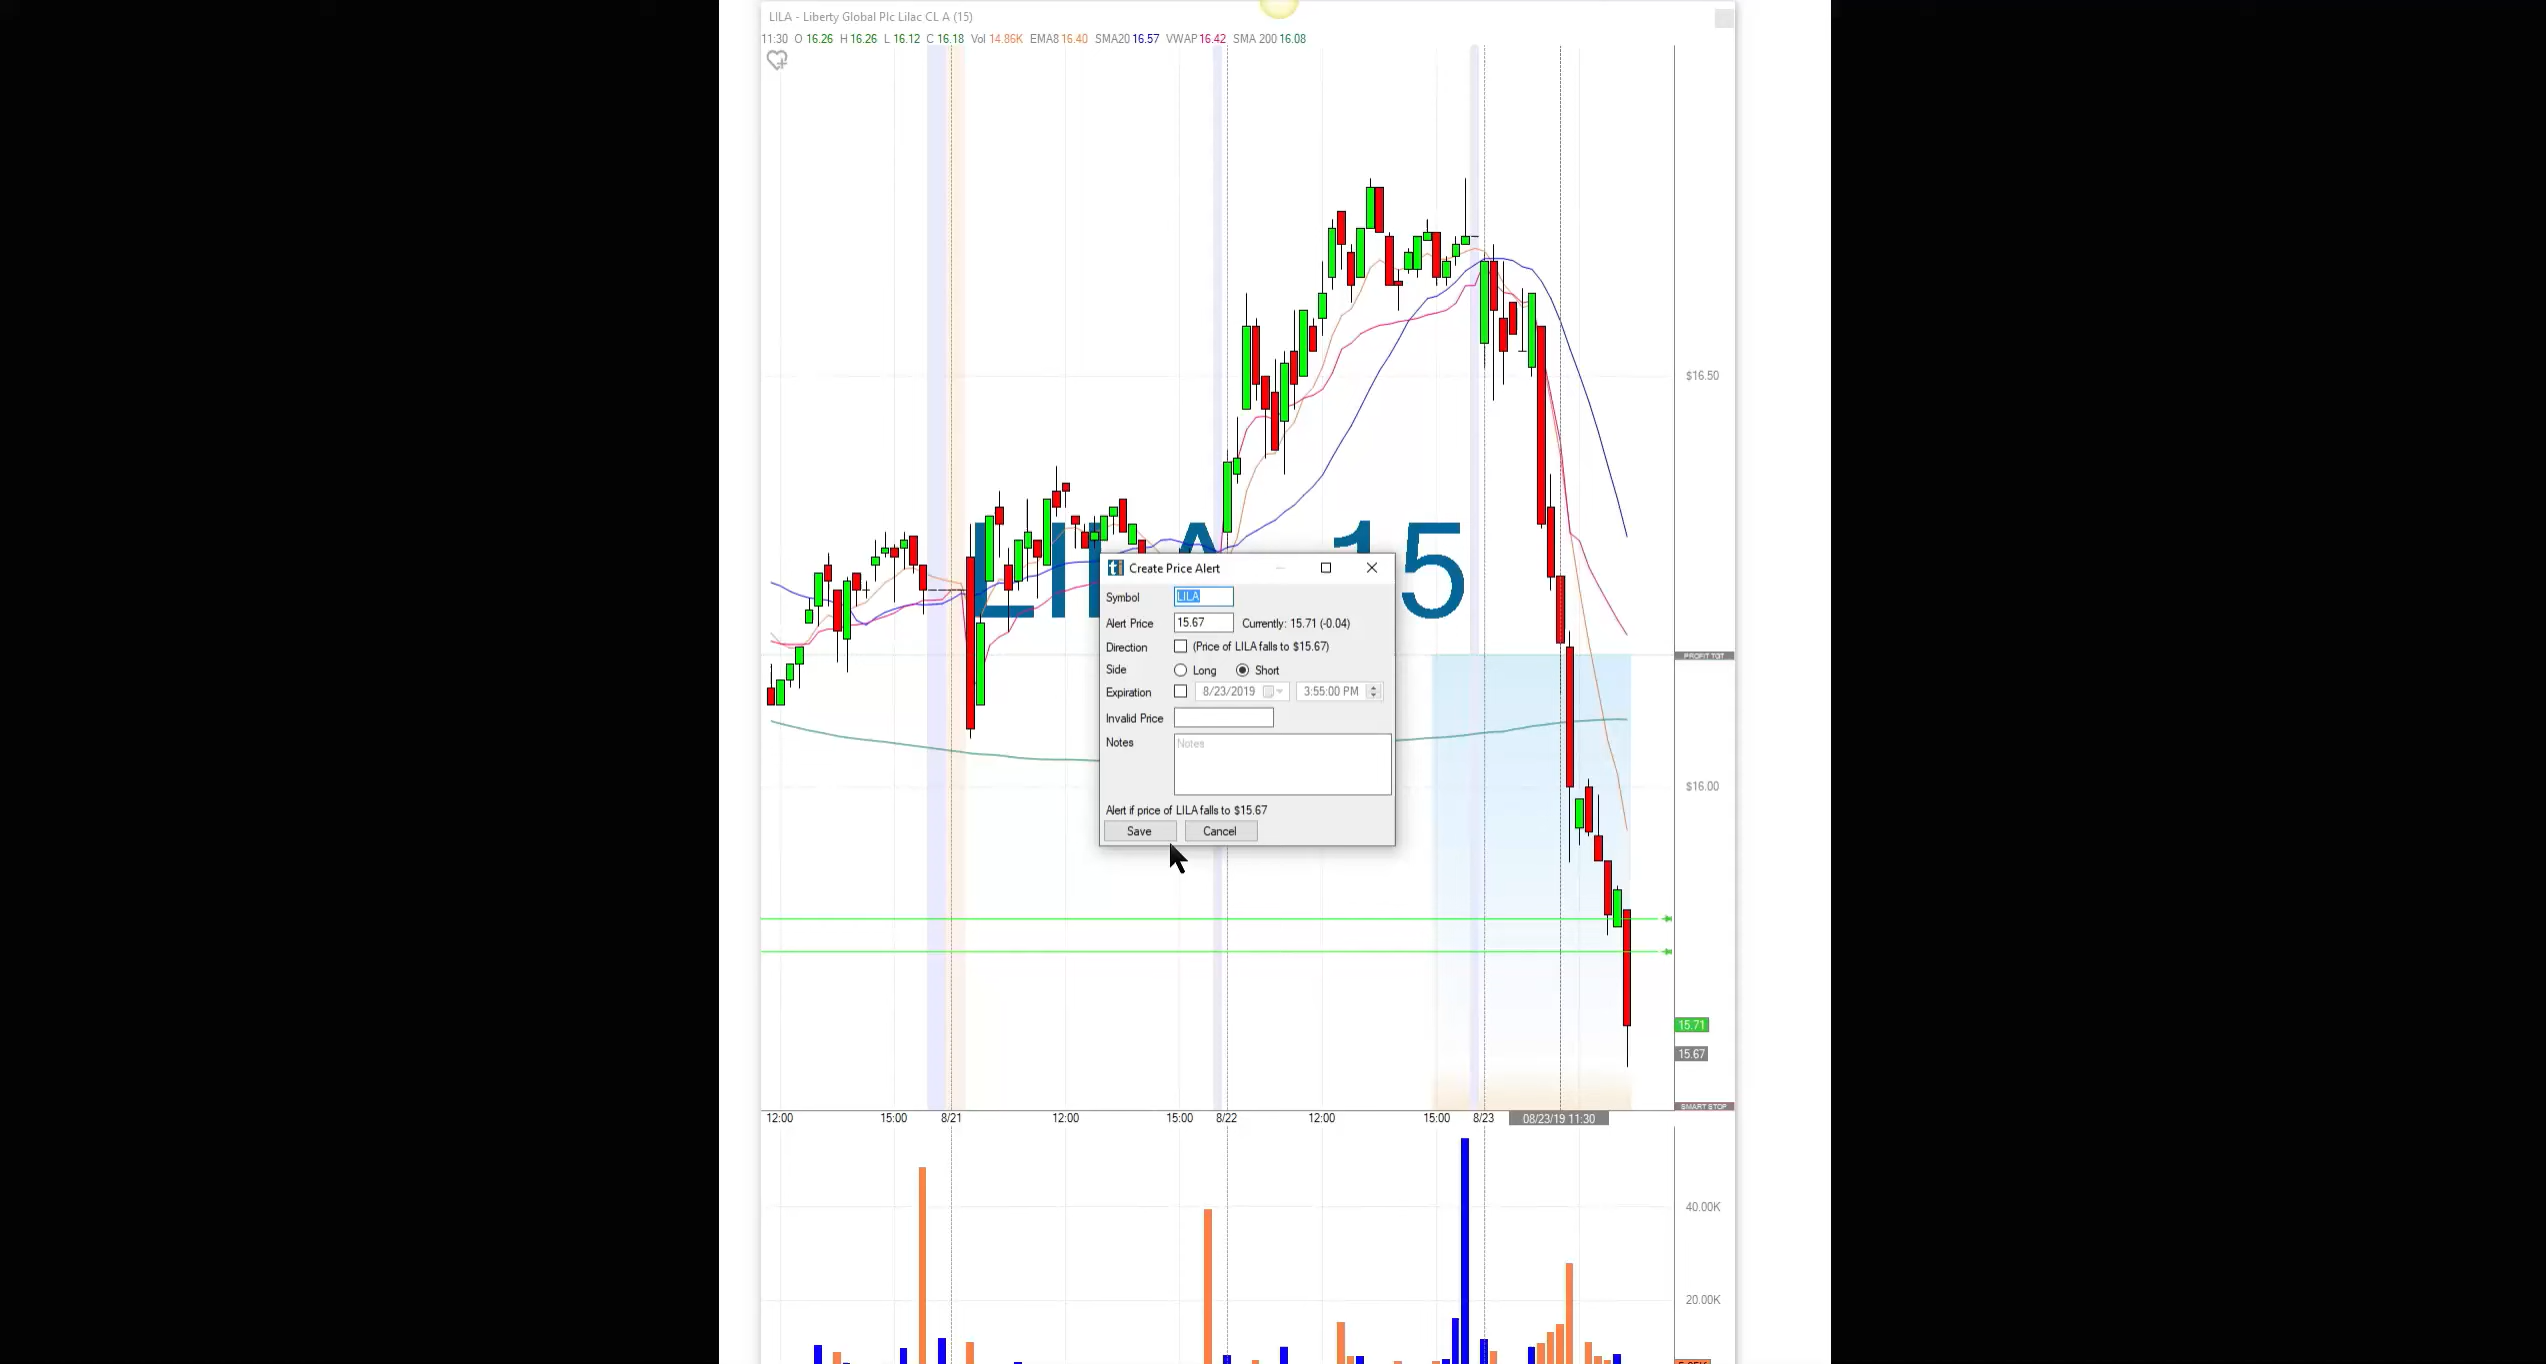 LILA - Liberty Global Plc Lilac CL A (15)
11:30 O 16.26 H 16.26 L 16.12 C 16.18 Vol 14.86K EMA8 16.40 SMA20 16.57 VWAP 16.42 SMA 200 16.08
$16.50
15
Create Price Alert
Symbol LILA
Alert Price 15.67 Currently: 15.71 (-0.04)
Direction (Price of LILA falls to $15.67)
Side Long Short
PROFIT TGT
Expiration 8/23/2019 3:55:00 PM
Invalid Price
Notes Notes
$16.00
Alert if price of LILA falls to $15.67
Save Cancel
15.71
15.67
SMART STOP
12:00 15:00 8/21 12:00 15:00 8/22 12:00 15:00 8/23 08/23/19 11:30
40.00K
20.00K